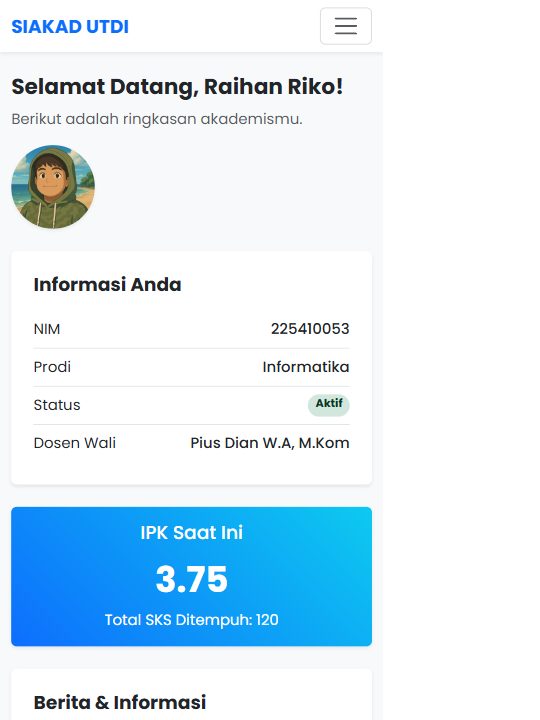 SIAKAD UTDI
Selamat Datang, Raihan Riko!
Berikut adalah ringkasan akademismu.
Informasi Anda
NIM 225410053
Prodi Informatika
Status Aktif
Dosen Wali Pius Dian W.A, M.Kom
IPK Saat Ini
3.75
Total SKS Ditempuh: 120
Berita & Informasi